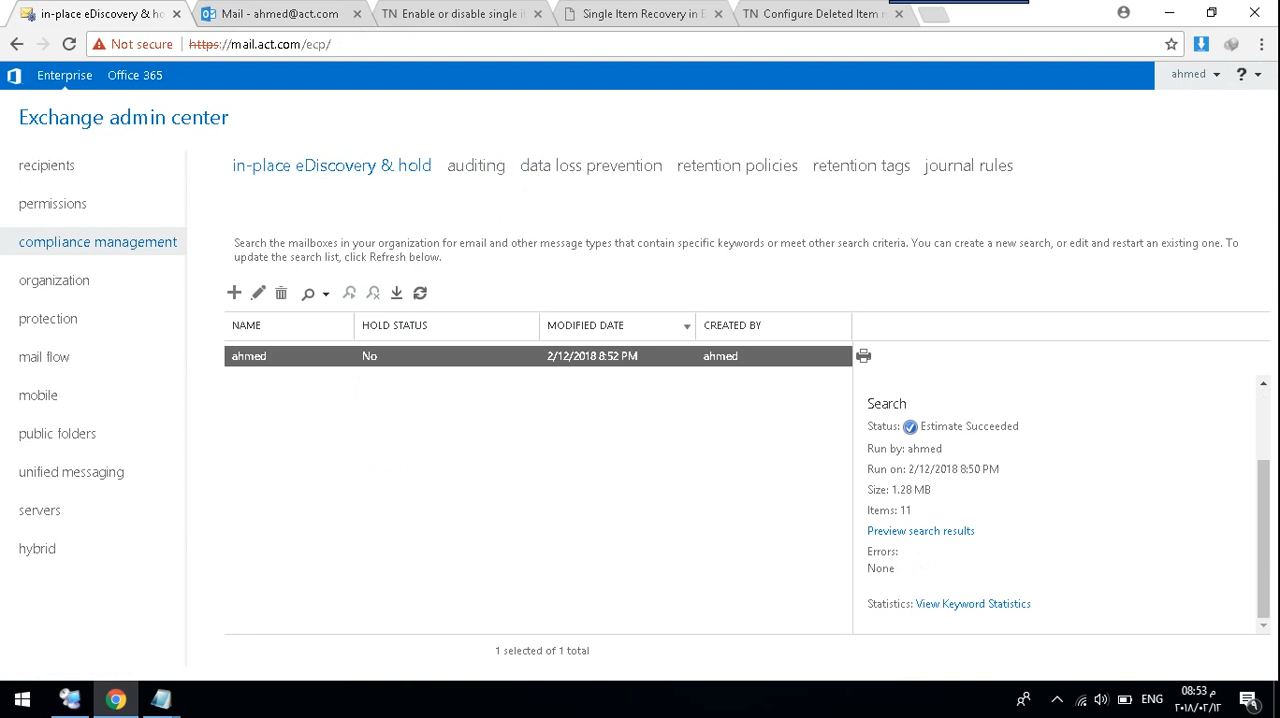 in-place eDiscovery & ho
Mail - ahmed@act.com
TN Enable or disable single it
Single Item Recovery in E
TN Configure Deleted Item re
Not secure https://mail.act.com/ecp/
Enterprise Office 365
ahmed ?
Exchange admin center
recipients
permissions
compliance management
organization
protection
mail flow
mobile
public folders
unified messaging
servers
hybrid
in-place eDiscovery & hold auditing data loss prevention retention policies retention tags journal rules
Search the mailboxes in your organization for email and other message types that contain specific keywords or meet other search criteria. You can create a new search, or edit and restart an existing one. To
update the search list, click Refresh below.
NAME HOLD STATUS MODIFIED DATE CREATED BY
ahmed No 2/12/2018 8:52 PM ahmed
Search
Status: Estimate Succeeded
Run by: ahmed
Run on: 2/12/2018 8:50 PM
Size: 1.28 MB
Items: 11
Preview search results
Errors:
None
Statistics: View Keyword Statistics
1 selected of 1 total
ENG
08:53 م